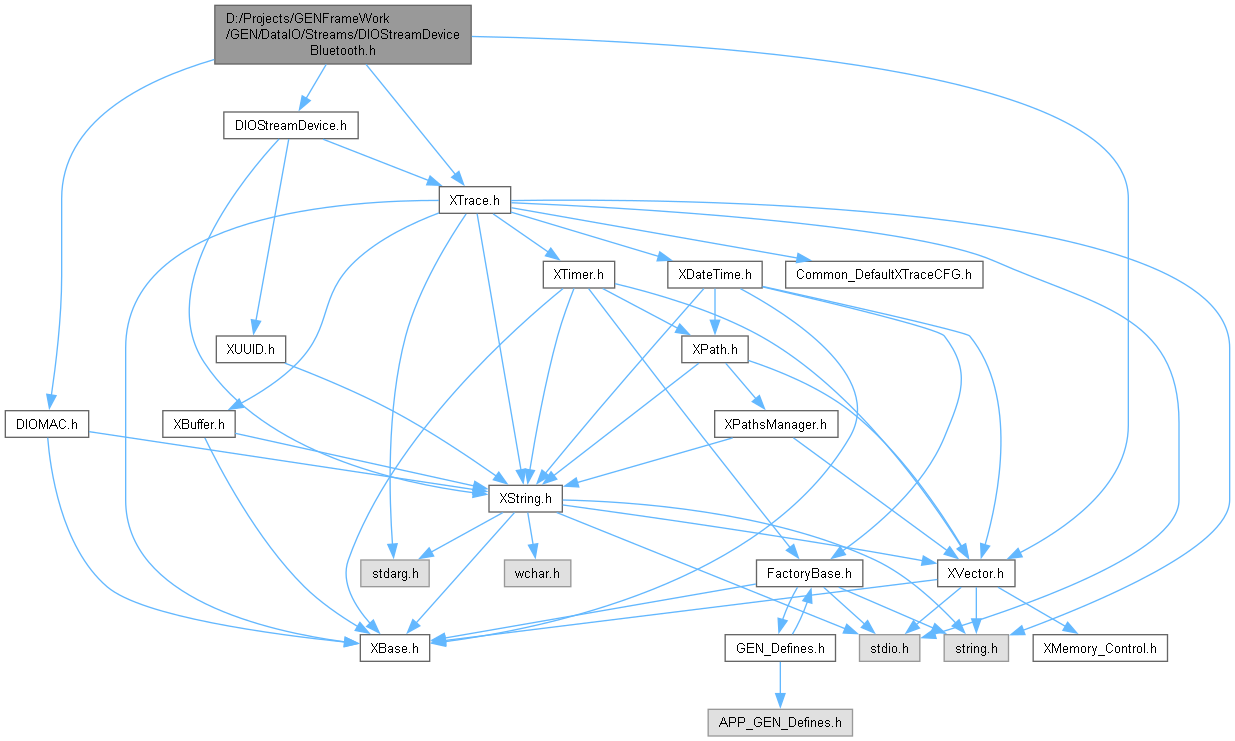 D:/Projects/GENFrameWork
/GEN/DataIO/Streams/DIOStreamDevice
Bluetooth.h
DIOStreamDevice.h
XTrace.h
XTimer.h
XDateTime.h
Common_DefaultXTraceCFG.h
XUUID.h
XPath.h
DIOMAC.h
XBuffer.h
XPathsManager.h
XString.h
stdarg.h
wchar.h
FactoryBase.h
XVector.h
XBase.h
GEN_Defines.h
stdio.h
string.h
XMemory_Control.h
APP_GEN_Defines.h